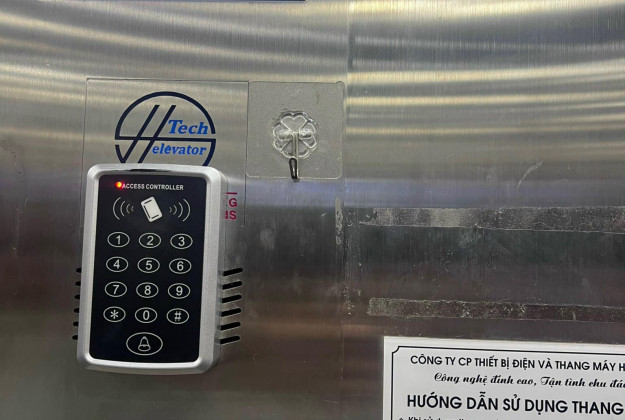 Tech
elevator
ACCESS CONTROLLER
1 2 3
4 5 6
7 8 9
* 0 #
CÔNG TY CP THIẾT BỊ ĐIỆN VÀ THANG MÁY
Công nghệ đỉnh cao, Tận tình chu đáo
HƯỚNG DẪN SỬ DỤNG THANG